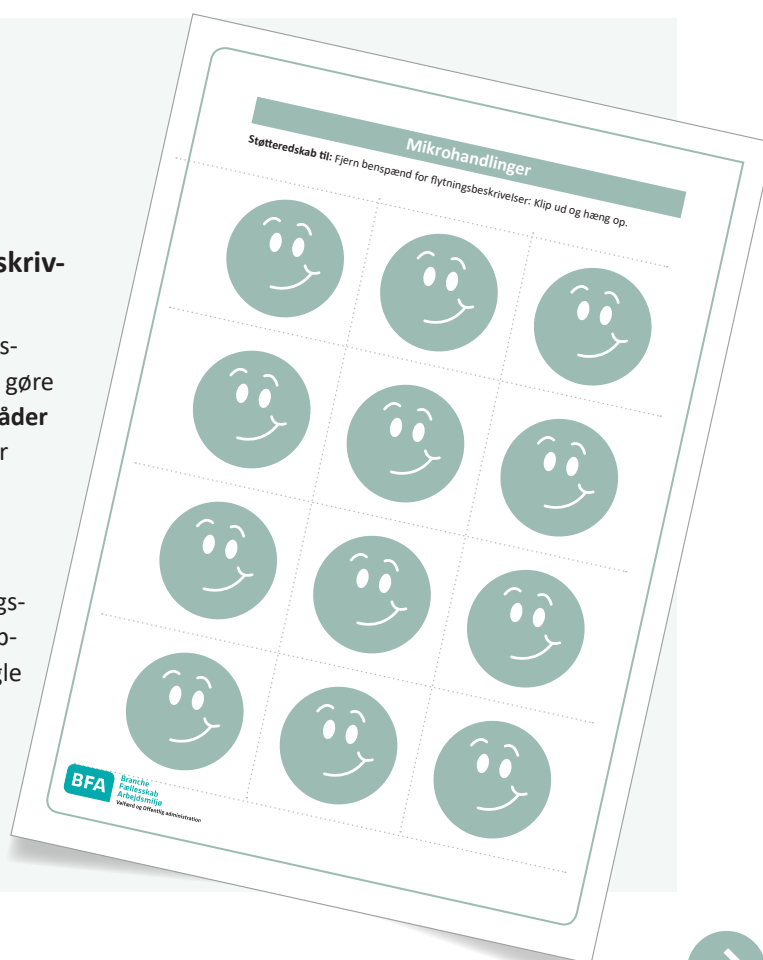 skriv-
s-
gøre
åder
r
gs-
o-
gle
Mikrohandlinger
Støtteredskab til: Fjern benspænd for flytningsbeskrivelser: Klip ud og hæng op.
BFA
Branche
Fællesskab
Arbejdsmiljø
Velfærd og Offentlig administration